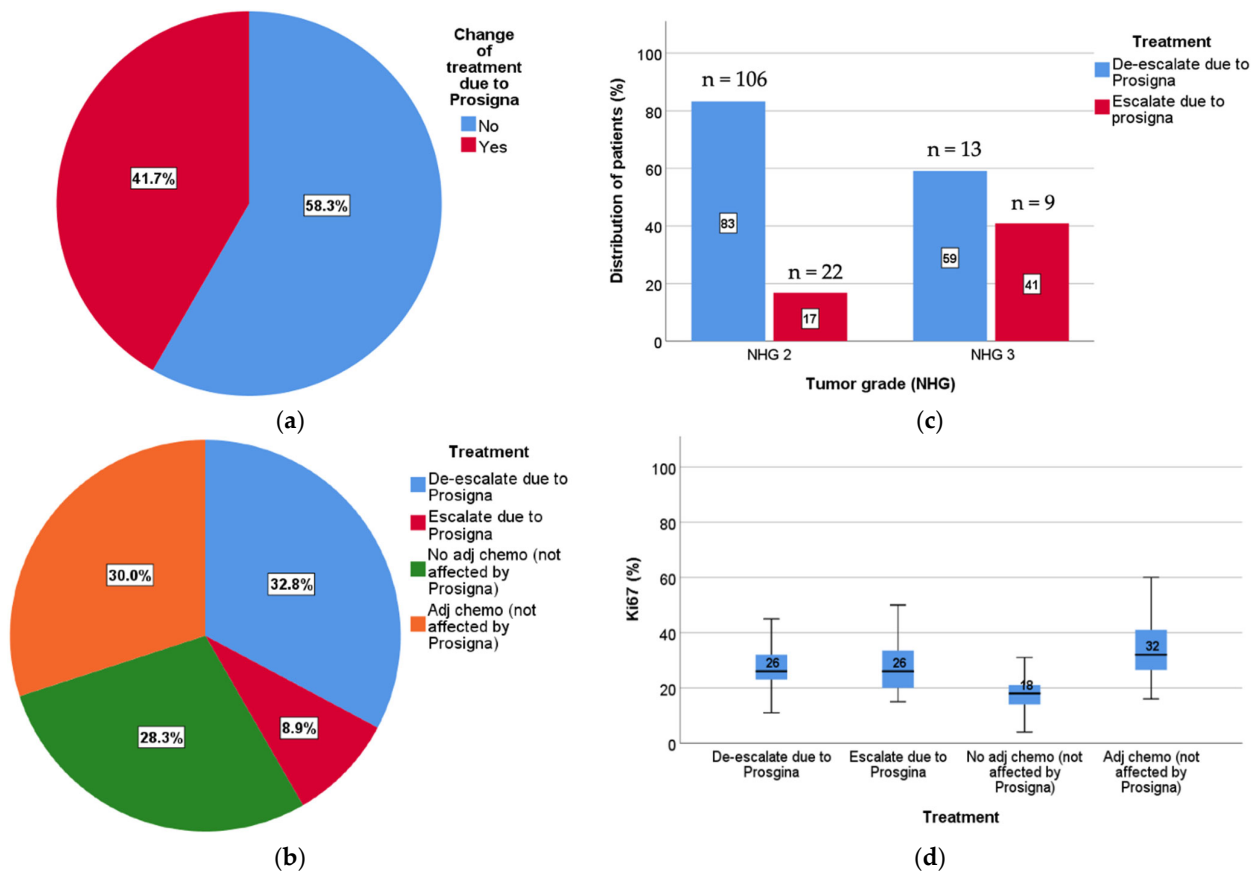 Change
of
treatment
due to
Prosigna
No
Yes
41.7%
58.3%
(a)
Treatment
De-escalate due to
Prosigna
Escalate due to
prosigna
Distribution of patients (%)
100
80
60
40
20
0
n = 106
n = 22
n = 13
n = 9
83
17
59
41
NHG 2
NHG 3
Tumor grade (NHG)
(c)
Treatment
De-escalate due to
Prosigna
Escalate due to
Prosigna
No adj chemo (not
affected by
Prosigna)
Adj chemo (not
affected by
Prosigna)
30.0%
32.8%
28.3%
8.9%
(b)
Ki67 (%)
100
80
60
40
20
0
26
26
18
32
De-escalate due to
Prosgina
Escalate due to
Prosgina
No adj chemo (not
affected by
Prosigna)
Adj chemo (not
affected by
Prosigna)
Treatment
(d)